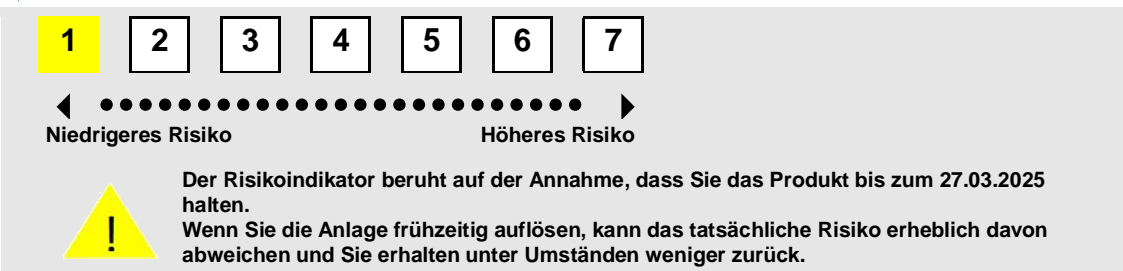 1 2 3 4 5 6 7
Niedrigeres Risiko Höheres Risiko
Der Risikoindikator beruht auf der Annahme, dass Sie das Produkt bis zum 27.03.2025
halten.
!
Wenn Sie die Anlage frühzeitig auflösen, kann das tatsächliche Risiko erheblich davon
abweichen und Sie erhalten unter Umständen weniger zurück.